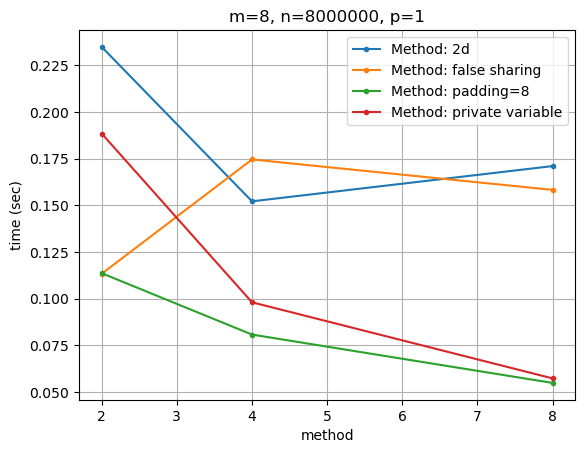 m=8, n=8000000, p=1
Method: 2d
Method: false sharing
Method: padding=8
Method: private variable
time (sec)
0.225
0.200
0.175
0.150
0.125
0.100
0.075
0.050
2
3
4
5
6
7
8
method